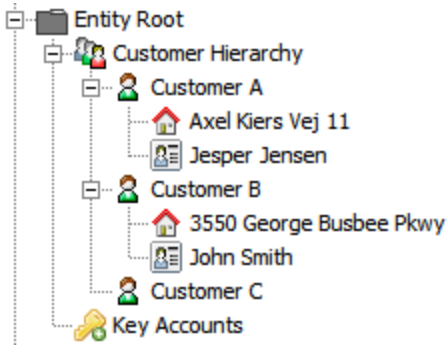 Entity Root
Customer Hierarchy
Customer A
Axel Kiers Vej 11
Jesper Jensen
Customer B
3550 George Busbee Pkwy
John Smith
Customer C
Key Accounts